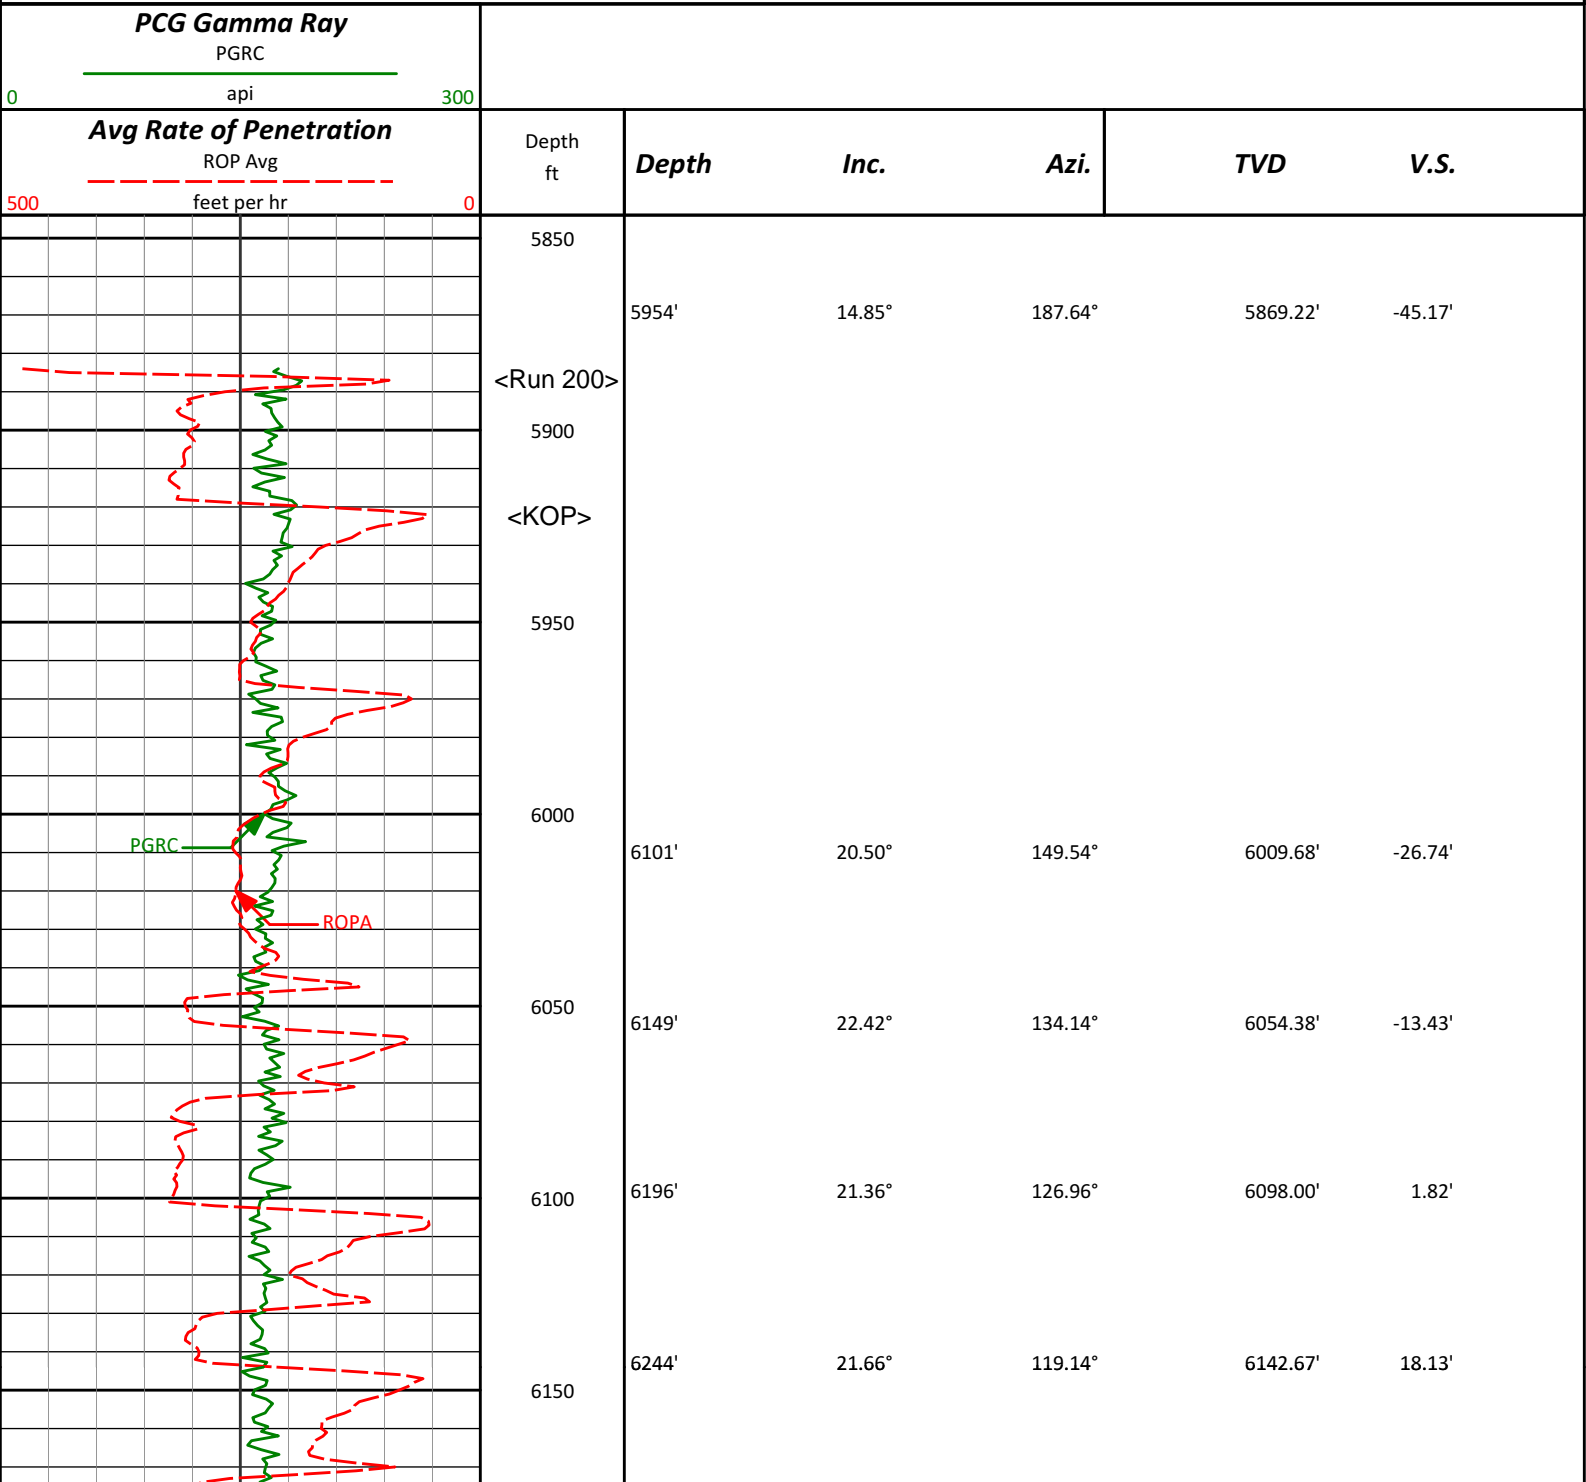 PCG Gamma Ray
PGRC
api
0 300
Avg Rate of Penetration
ROP Avg
feet per hr
500 0
Depth
ft
Depth Inc. Azi. TVD V.S.
5850
5954' 14.85° 187.64° 5869.22' -45.17'
<Run 200>
5900
<KOP>
5950
6000
PGRC
6101' 20.50° 149.54° 6009.68' -26.74'
ROPA
6050
6149' 22.42° 134.14° 6054.38' -13.43'
6100
6196' 21.36° 126.96° 6098.00' 1.82'
6244' 21.66° 119.14° 6142.67' 18.13'
6150